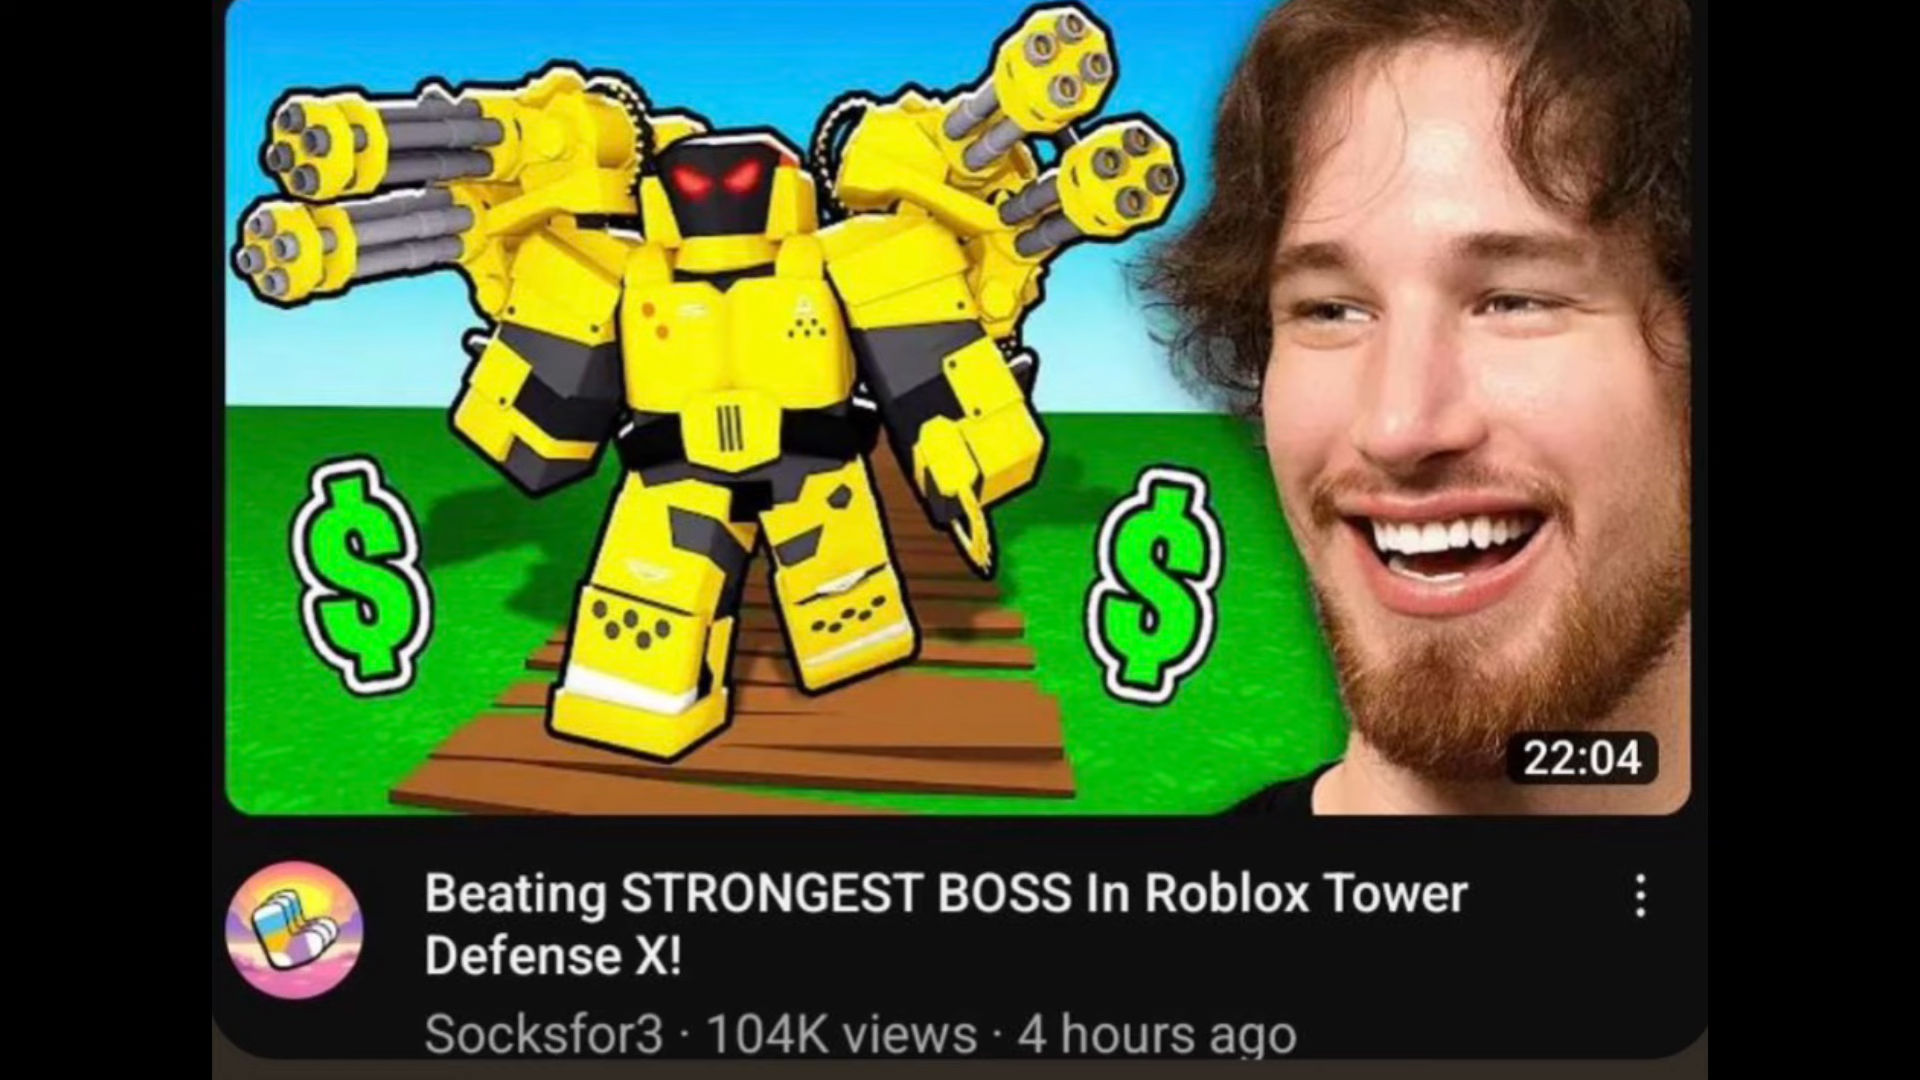 $ $
22:04
Beating STRONGEST BOSS In Roblox Tower
Defense X!
Socksfor3 · 104K views · 4 hours ago